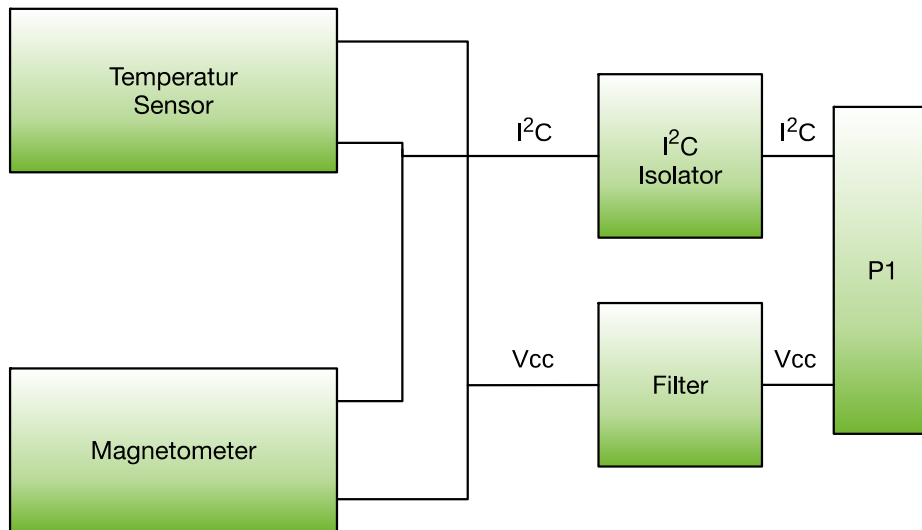 Temperatur
Sensor
I²C
I²C
Isolator
I²C
P1
Vcc
Filter
Vcc
Magnetometer